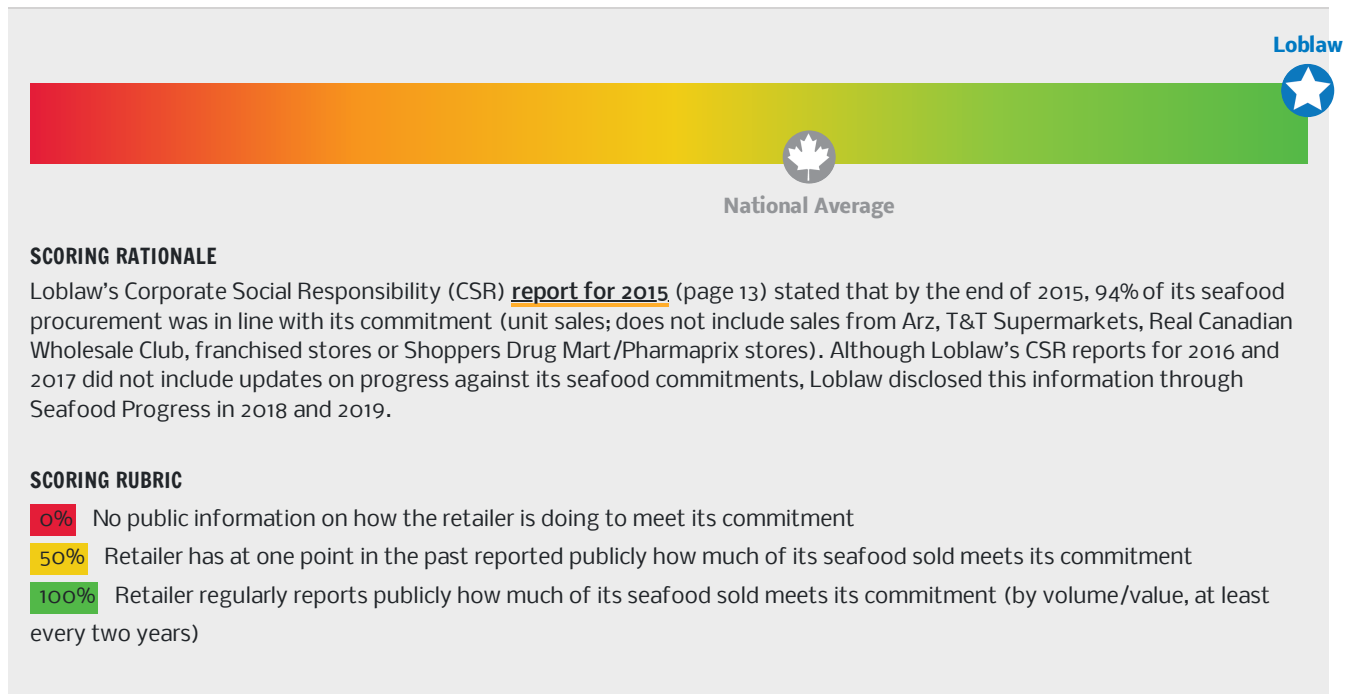 Loblaw
National Average
SCORING RATIONALE
Loblaw's Corporate Social Responsibility (CSR) report for 2015 (page 13) stated that by the end of 2015, 94% of its seafood
procurement was in line with its commitment (unit sales; does not include sales from Arz, T&T Supermarkets, Real Canadian
Wholesale Club, franchised stores or Shoppers Drug Mart/Pharmaprix stores). Although Loblaw's CSR reports for 2016 and
2017 did not include updates on progress against its seafood commitments, Loblaw disclosed this information through
Seafood Progress in 2018 and 2019.
SCORING RUBRIC
0% No public information on how the retailer is doing to meet its commitment
50% Retailer has at one point in the past reported publicly how much of its seafood sold meets its commitment
100% Retailer regularly reports publicly how much of its seafood sold meets its commitment (by volume/value, at least
every two years)